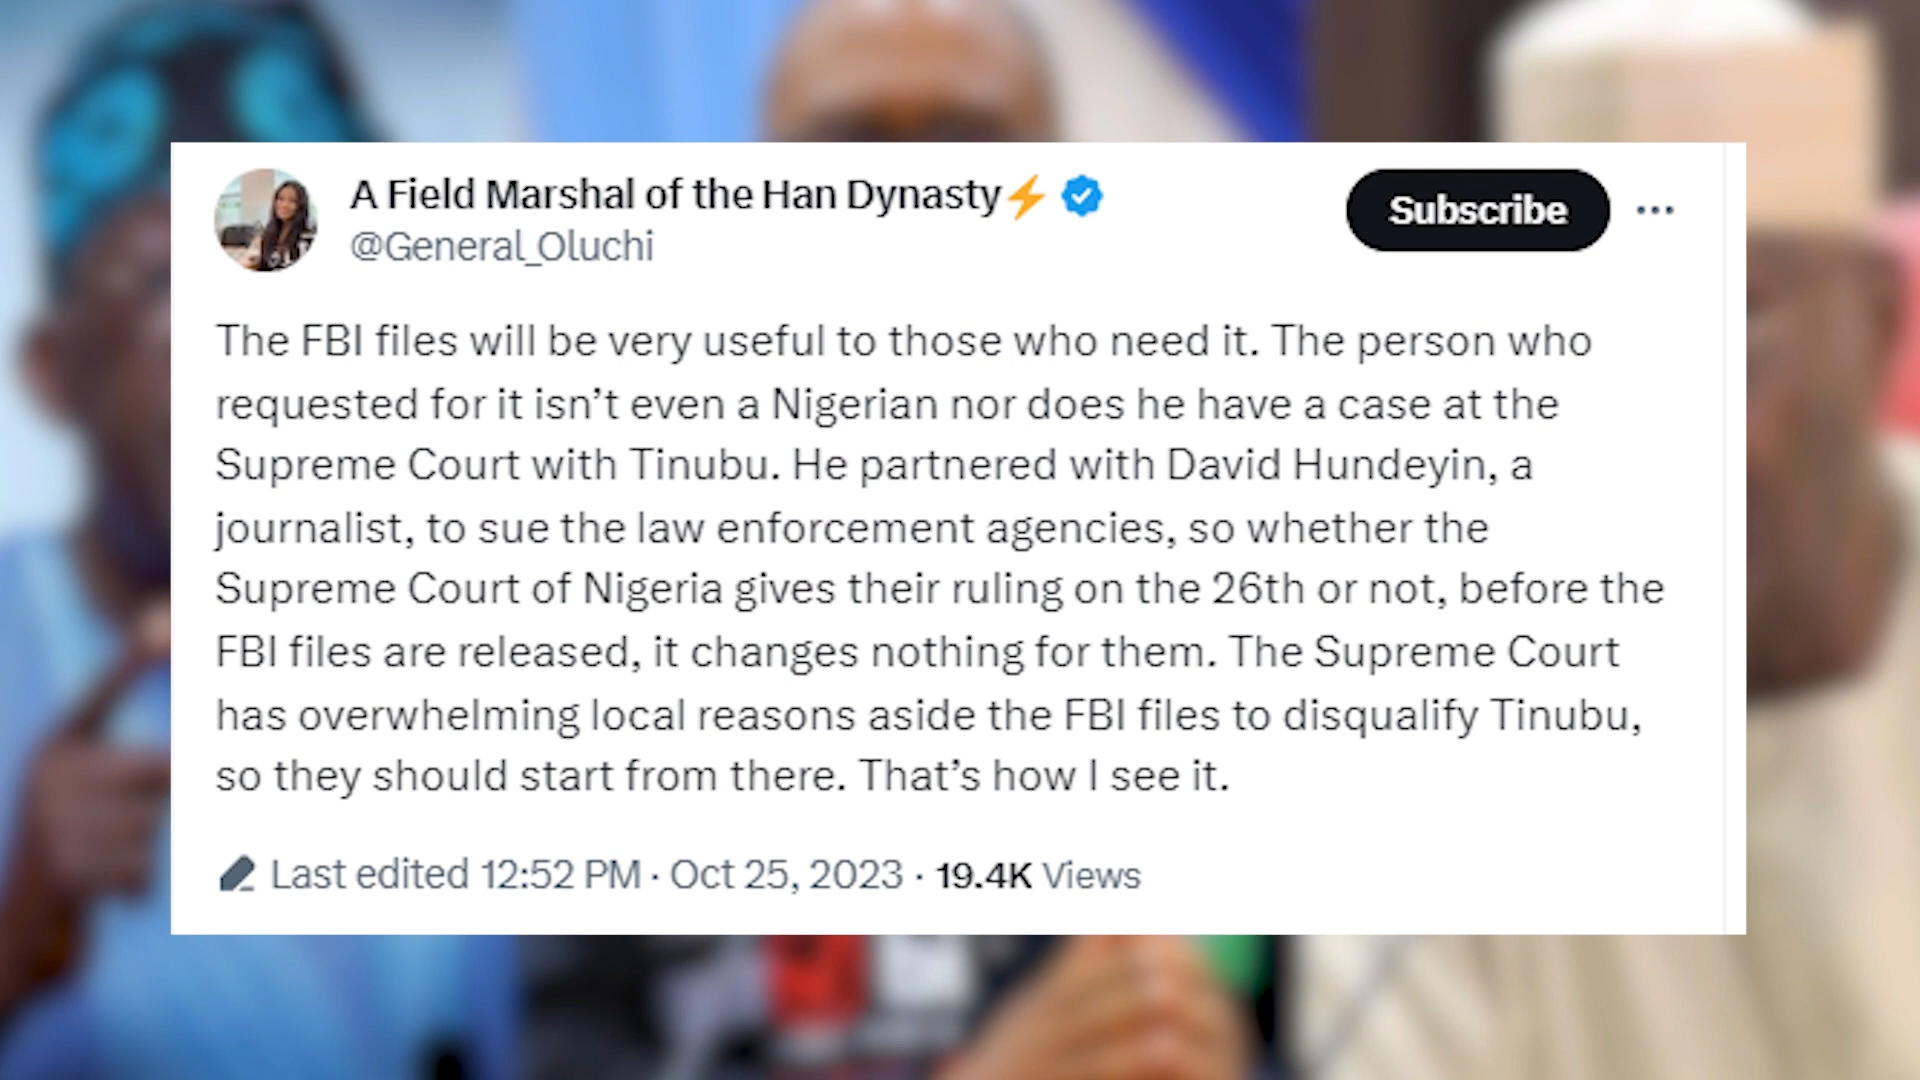 A Field Marshal of the Han Dynasty⚡
@General_Oluchi
Subscribe
The FBI files will be very useful to those who need it. The person who
requested for it isn’t even a Nigerian nor does he have a case at the
Supreme Court with Tinubu. He partnered with David Hundeyin, a
journalist, to sue the law enforcement agencies, so whether the
Supreme Court of Nigeria gives their ruling on the 26th or not, before the
FBI files are released, it changes nothing for them. The Supreme Court
has overwhelming local reasons aside the FBI files to disqualify Tinubu,
so they should start from there. That’s how I see it.
Last edited 12:52 PM · Oct 25, 2023 · 19.4K Views